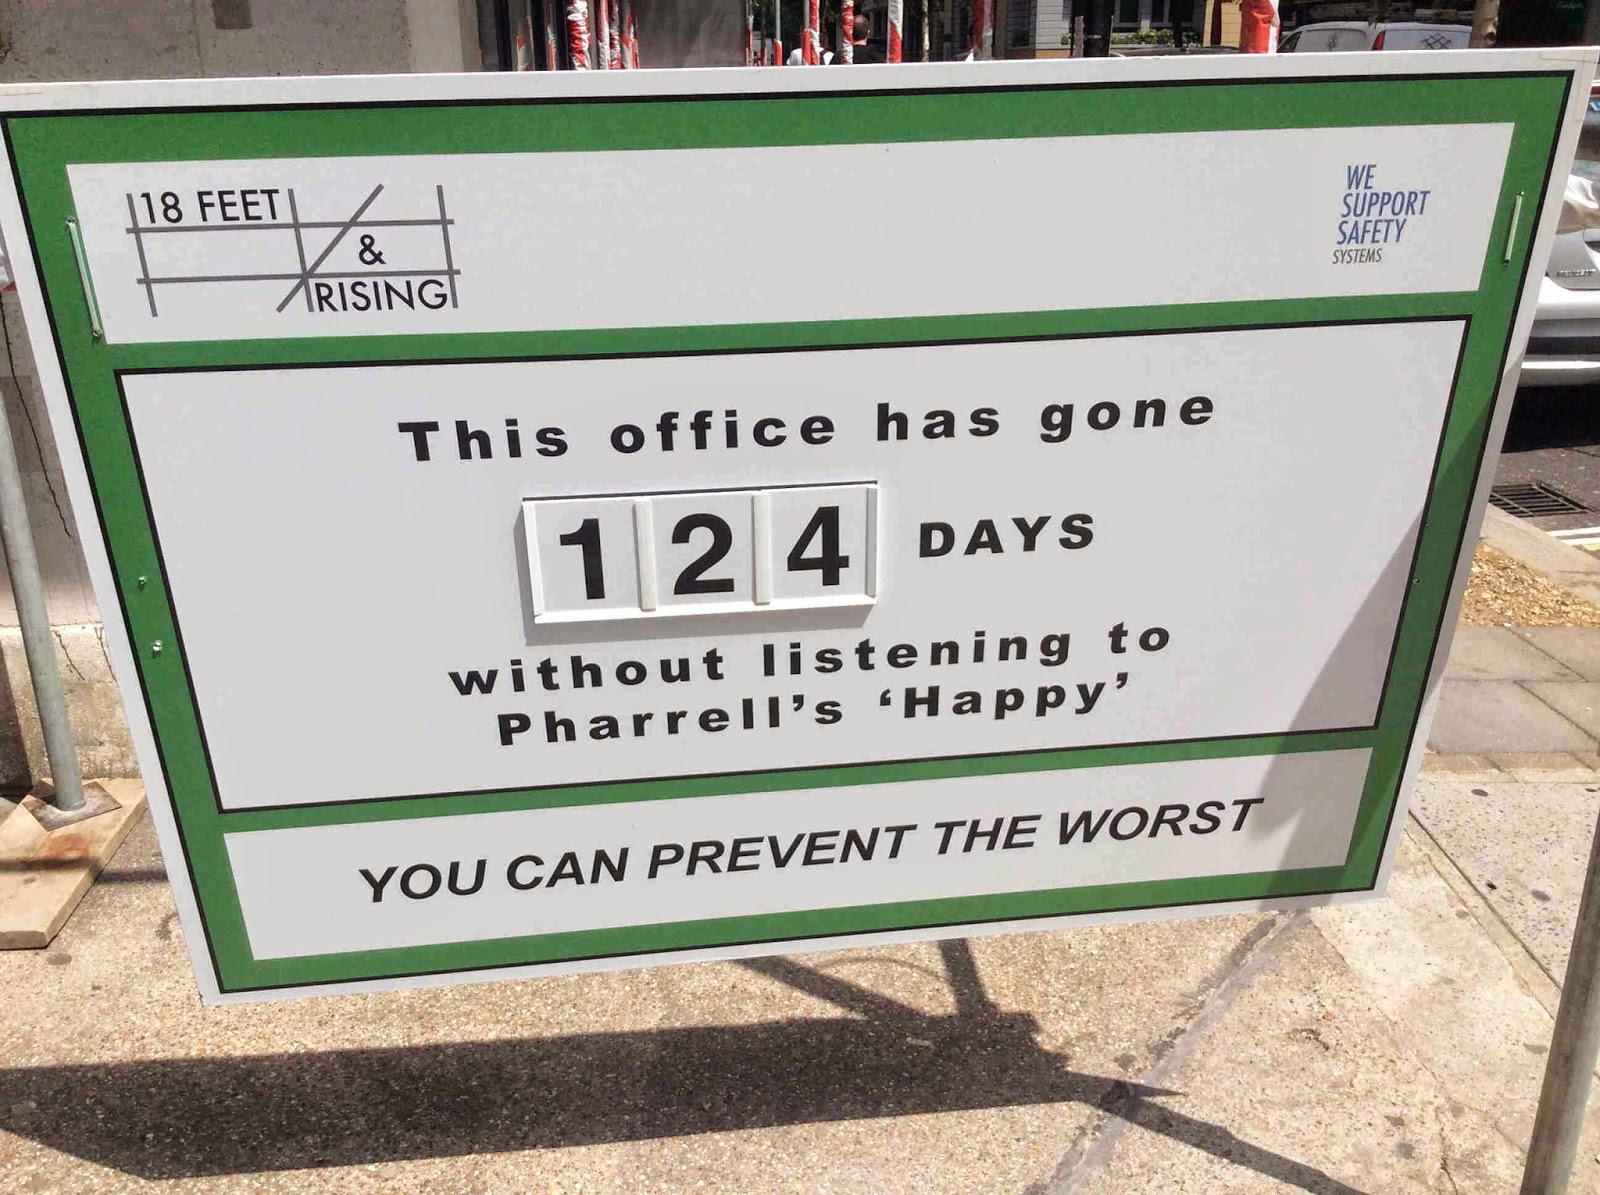 18 FEET
&
RISING
WE
SUPPORT
SAFETY
SYSTEMS
This office has gone
124 DAYS
without listening to
Pharrell's ‘Happy’
YOU CAN PREVENT THE WORST